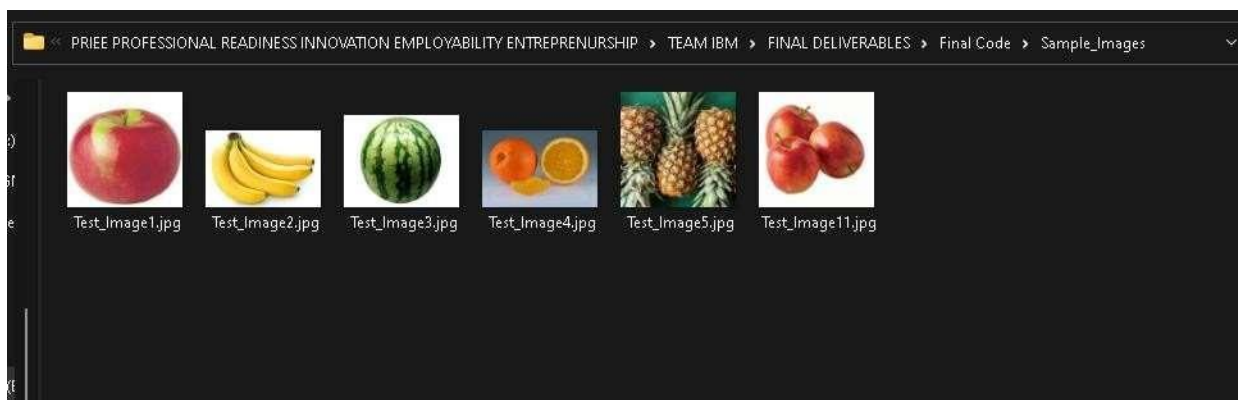 « PRIEE PROFESSIONAL READINESS INNOVATION EMPLOYABILITY ENTREPRENURSHIP > TEAM IBM > FINAL DELIVERABLES > Final Code > Sample_Images
Test_Image1.jpg Test_Image2.jpg Test_Image3.jpg Test_Image4.jpg Test_Image5.jpg Test_Image11.jpg